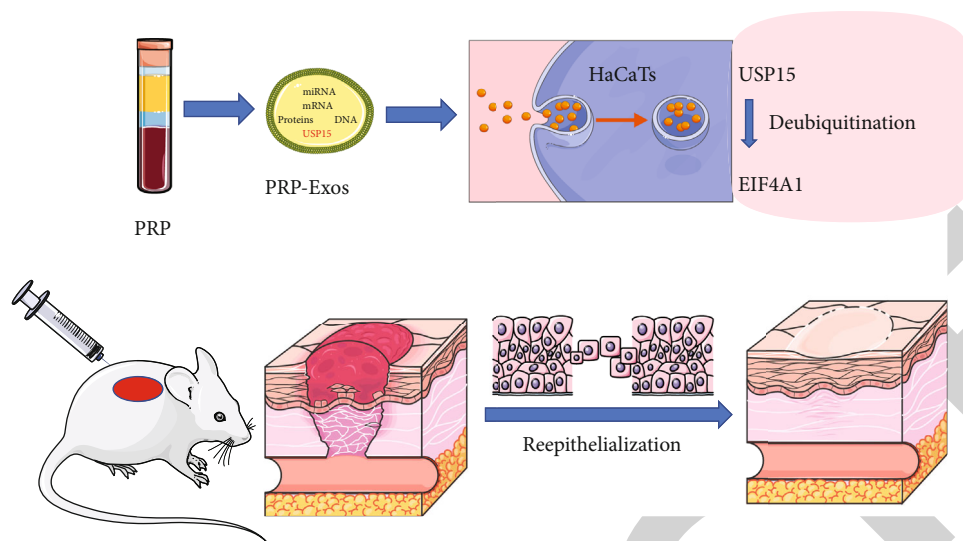 PRP
miRNA
mRNA
Proteins DNA
USP15
PRP-Exos
HaCaTs
USP15
Deubiquitination
EIF4A1
Reepithelialization